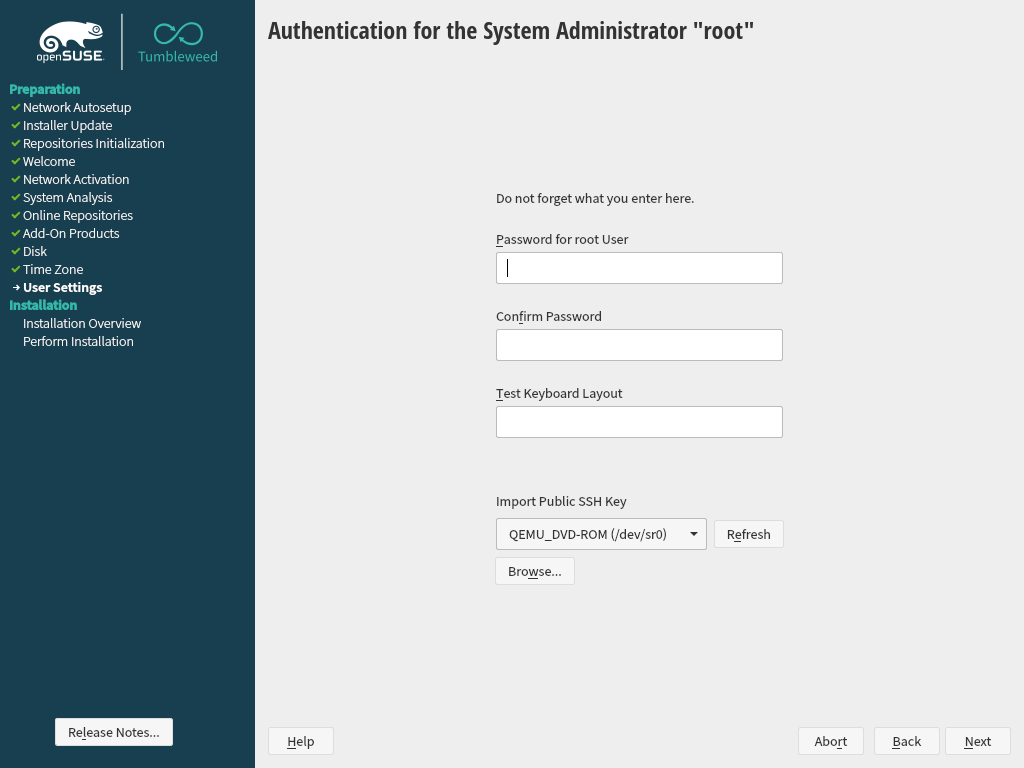 openSUSE
Tumbleweed
Preparation
Network Autosetup
Installer Update
Repositories Initialization
Welcome
Network Activation
System Analysis
Online Repositories
Add-On Products
Disk
Time Zone
User Settings
Installation
Installation Overview
Perform Installation
Release Notes...
Authentication for the System Administrator "root"
Do not forget what you enter here.
Password for root User
Confirm Password
Test Keyboard Layout
Import Public SSH Key
QEMU_DVD-ROM (/dev/sr0)
Refresh
Browse...
Help
Abort
Back
Next